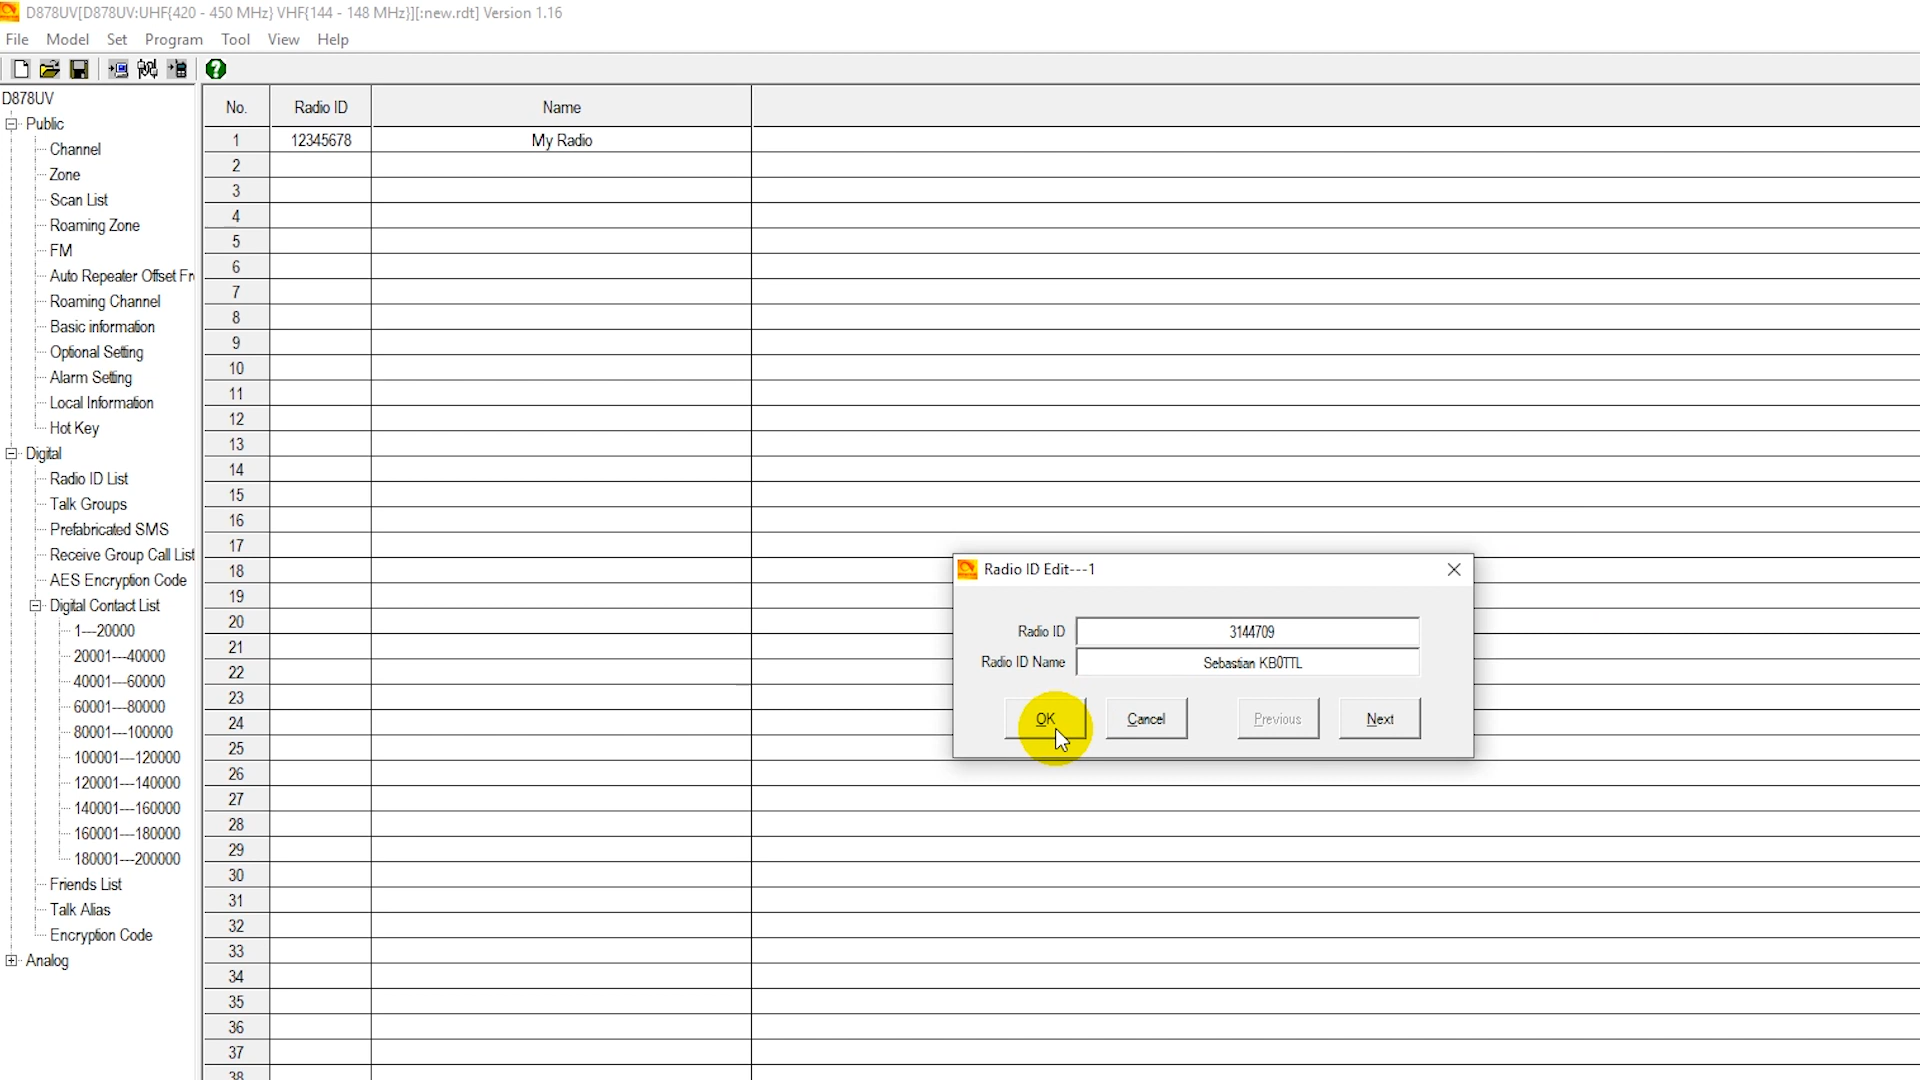 D878UV[D878UV:UHF{420 - 450 MHz} VHF{144 - 148 MHz}][:new.rdt] Version 1.16
File Model Set Program Tool View Help
D878UV
Public
Channel
Zone
Scan List
Roaming Zone
FM
Auto Repeater Offset Fr
Roaming Channel
Basic information
Optional Setting
Alarm Setting
Local Information
Hot Key
Digital
Radio ID List
Talk Groups
Prefabricated SMS
Receive Group Call List
AES Encryption Code
Digital Contact List
1---20000
20001---40000
40001---60000
60001---80000
80001---100000
100001---120000
120001---140000
140001---160000
160001---180000
180001---200000
Friends List
Talk Alias
Encryption Code
Analog
No. Radio ID Name
1 12345678 My Radio
2
3
4
5
6
7
8
9
10
11
12
13
14
15
16
17
18
19
20
21
22
23
24
25
26
27
28
29
30
31
32
33
34
35
36
37
38
Radio ID Edit---1
Radio ID 3144709
Radio ID Name Sebastian KB0TTL
OK Cancel Previous Next